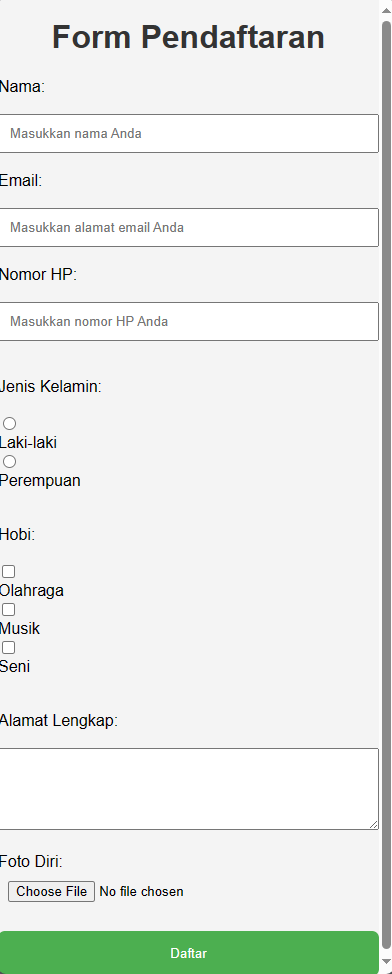 Form Pendaftaran
Nama:
Masukkan nama Anda
Email:
Masukkan alamat email Anda
Nomor HP:
Masukkan nomor HP Anda
Jenis Kelamin:
Laki-laki
Perempuan
Hobi:
Olahraga
Musik
Seni
Alamat Lengkap:
Foto Diri:
Choose File No file chosen
Daftar